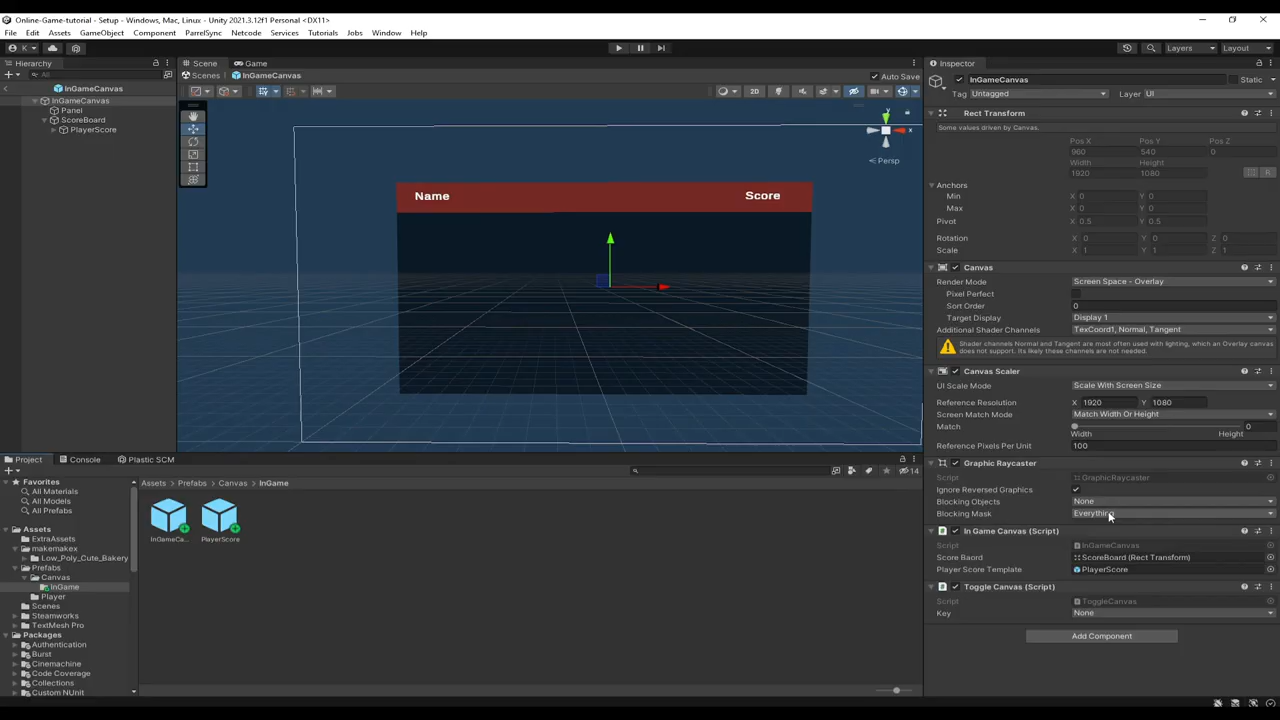 Online-Game-tutorial - Setup - Windows, Mac, Linux - Unity 2021.3.12f1 Personal <DX11>
File Edit Assets GameObject Component ParrelSync Netcode Services Tutorials Jobs Window Help
K Layers Layout
Hierarchy Scene Game Inspector
All Scenes InGameCanvas Auto Save
InGameCanvas InGameCanvas Static
2D
Tag Untagged Layer UI
InGameCanvas
Panel
ScoreBoard
PlayerScore
y
x
Persp
Name Score
Rect Transform
Some values driven by Canvas.
Pos X Pos Y Pos Z
960 540 0
Width Height
1920 1080
R
Anchors
Min X 0 Y 0
Max X 0 Y 0
Pivot X 0.5 Y 0.5
Rotation X 0 Y 0 Z 0
Scale X 1 Y 1 Z 1
Canvas
Render Mode Screen Space - Overlay
Pixel Perfect
Sort Order 0
Target Display Display 1
Additional Shader Channels TexCoord1, Normal, Tangent
Shader channels Normal and Tangent are most often used with lighting, which an Overlay canvas
does not support. Its likely these channels are not needed.
Canvas Scaler
UI Scale Mode Scale With Screen Size
Reference Resolution X 1920 Y 1080
Screen Match Mode Match Width Or Height
Match 0
Width Height
Reference Pixels Per Unit 100
Graphic Raycaster
Script GraphicRaycaster
Ignore Reversed Graphics
Blocking Objects None
Blocking Mask Everything
In Game Canvas (Script)
Script InGameCanvas
Score Baord ScoreBoard (Rect Transform)
Player Score Template PlayerScore
Toggle Canvas (Script)
Script ToggleCanvas
Key None
Add Component
Project Console Plastic SCM
14
Favorites
All Materials
All Models
All Prefabs
Assets
ExtraAssets
makemakex
Low_Poly_Cute_Bakery
Prefabs
Canvas
InGame
Player
Scenes
Steamworks
TextMesh Pro
Packages
Authentication
Burst
Cinemachine
Code Coverage
Collections
Custom NUnit
Assets Prefabs Canvas InGame
InGameCa... PlayerScore